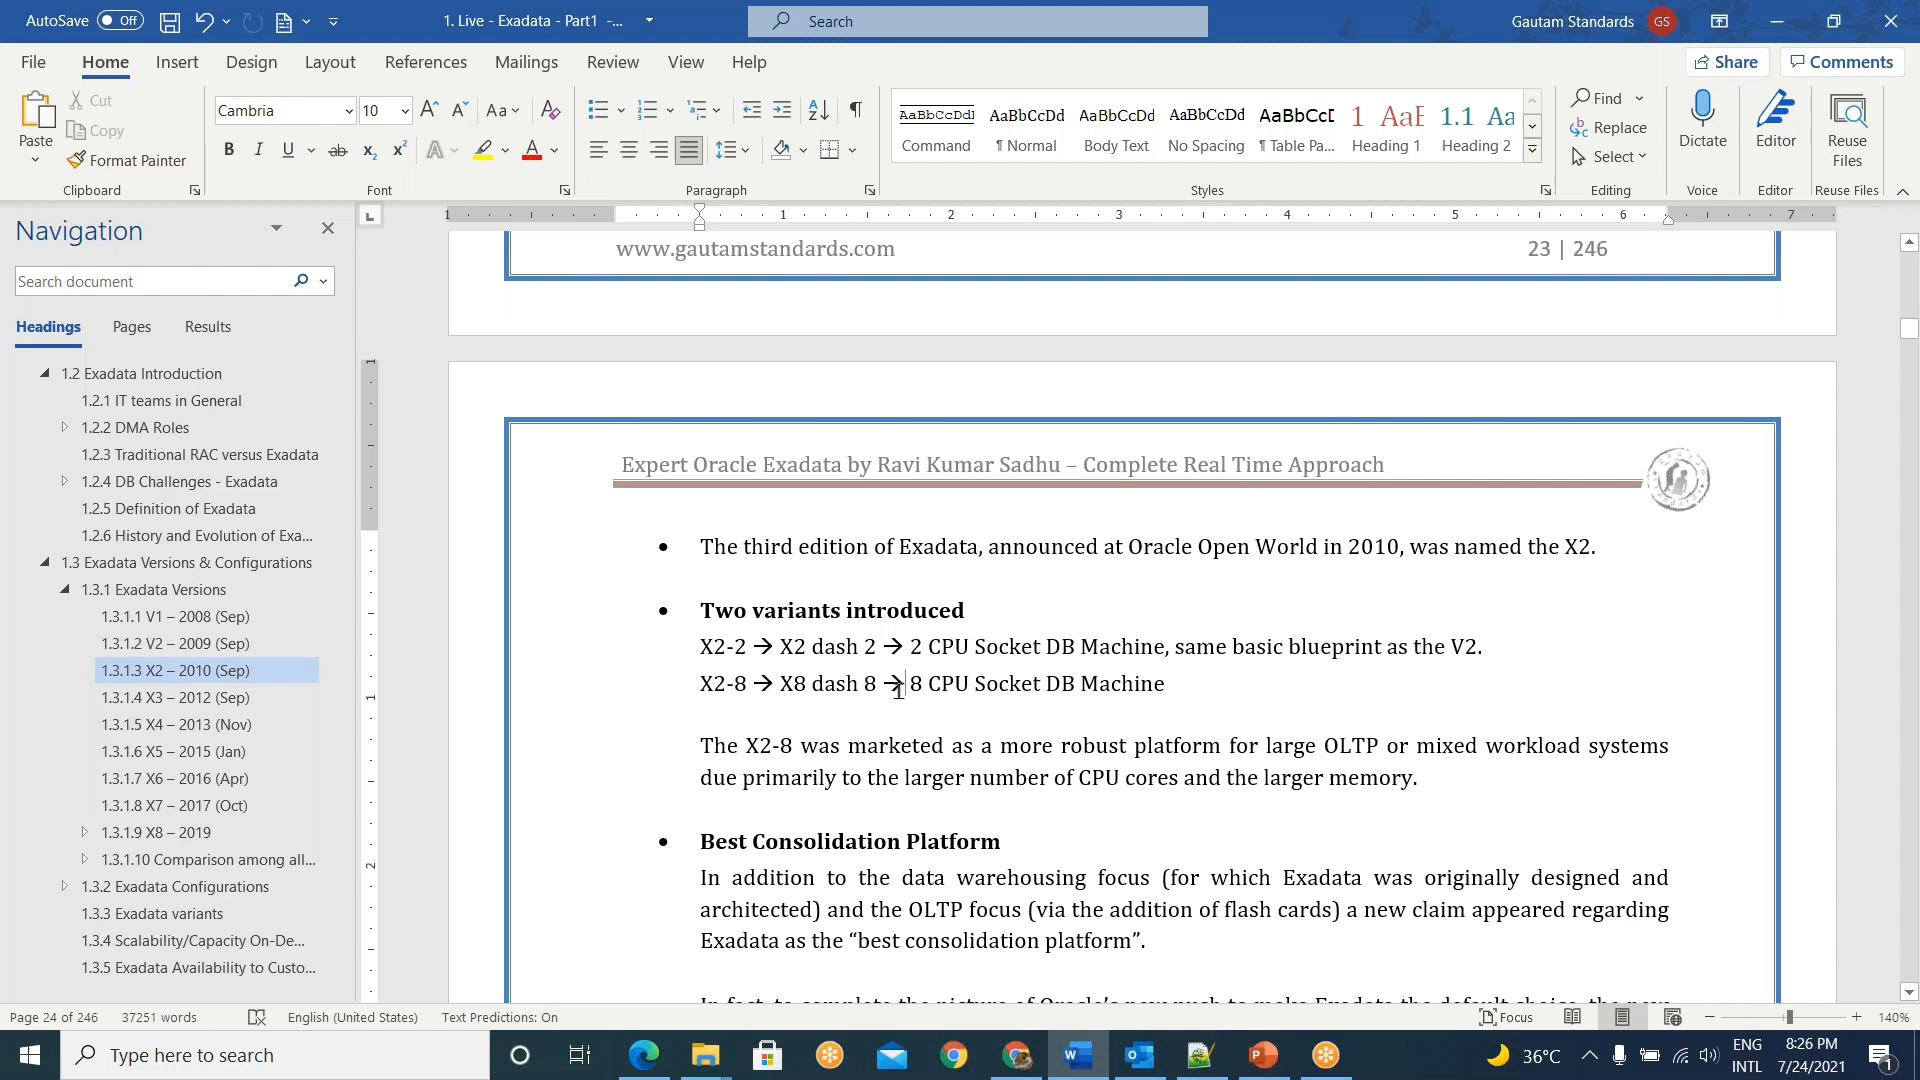 AutoSave Off 1. Live - Exadata - Part1 -... Search Gautam Standards GS
File Home Insert Design Layout References Mailings Review View Help Share Comments
Paste Cut Copy Format Painter Clipboard
Cambria 10 Font
Paragraph
AaBbCcDdI AaBbCcDd AaBbCcDd AaBbCcDd AaBbCcD 1 AaB 1.1 Aa
Command ¶ Normal Body Text No Spacing ¶ Table Pa... Heading 1 Heading 2
Styles
Find Replace Select Editing
Dictate Voice
Editor Editor
Reuse Files Reuse Files
Navigation
Search document
Headings Pages Results
1.2 Exadata Introduction
1.2.1 IT teams in General
1.2.2 DMA Roles
1.2.3 Traditional RAC versus Exadata
1.2.4 DB Challenges - Exadata
1.2.5 Definition of Exadata
1.2.6 History and Evolution of Exa...
1.3 Exadata Versions & Configurations
1.3.1 Exadata Versions
1.3.1.1 V1 – 2008 (Sep)
1.3.1.2 V2 – 2009 (Sep)
1.3.1.3 X2 – 2010 (Sep)
1.3.1.4 X3 – 2012 (Sep)
1.3.1.5 X4 – 2013 (Nov)
1.3.1.6 X5 – 2015 (Jan)
1.3.1.7 X6 – 2016 (Apr)
1.3.1.8 X7 – 2017 (Oct)
1.3.1.9 X8 – 2019
1.3.1.10 Comparison among all...
1.3.2 Exadata Configurations
1.3.3 Exadata variants
1.3.4 Scalability/Capacity On-De...
1.3.5 Exadata Availability to Custo...
1 1 2 3 4 5 6 7
www.gautamstandards.com 23 | 246
Expert Oracle Exadata by Ravi Kumar Sadhu – Complete Real Time Approach
• The third edition of Exadata, announced at Oracle Open World in 2010, was named the X2.
• Two variants introduced
X2-2 → X2 dash 2 → 2 CPU Socket DB Machine, same basic blueprint as the V2.
X2-8 → X8 dash 8 → 8 CPU Socket DB Machine
The X2-8 was marketed as a more robust platform for large OLTP or mixed workload systems
due primarily to the larger number of CPU cores and the larger memory.
• Best Consolidation Platform
In addition to the data warehousing focus (for which Exadata was originally designed and
architected) and the OLTP focus (via the addition of flash cards) a new claim appeared regarding
Exadata as the “best consolidation platform”.
Page 24 of 246 37251 words English (United States) Text Predictions: On Focus 140%
Type here to search 36°C ENG INTL 8:26 PM 7/24/2021 1